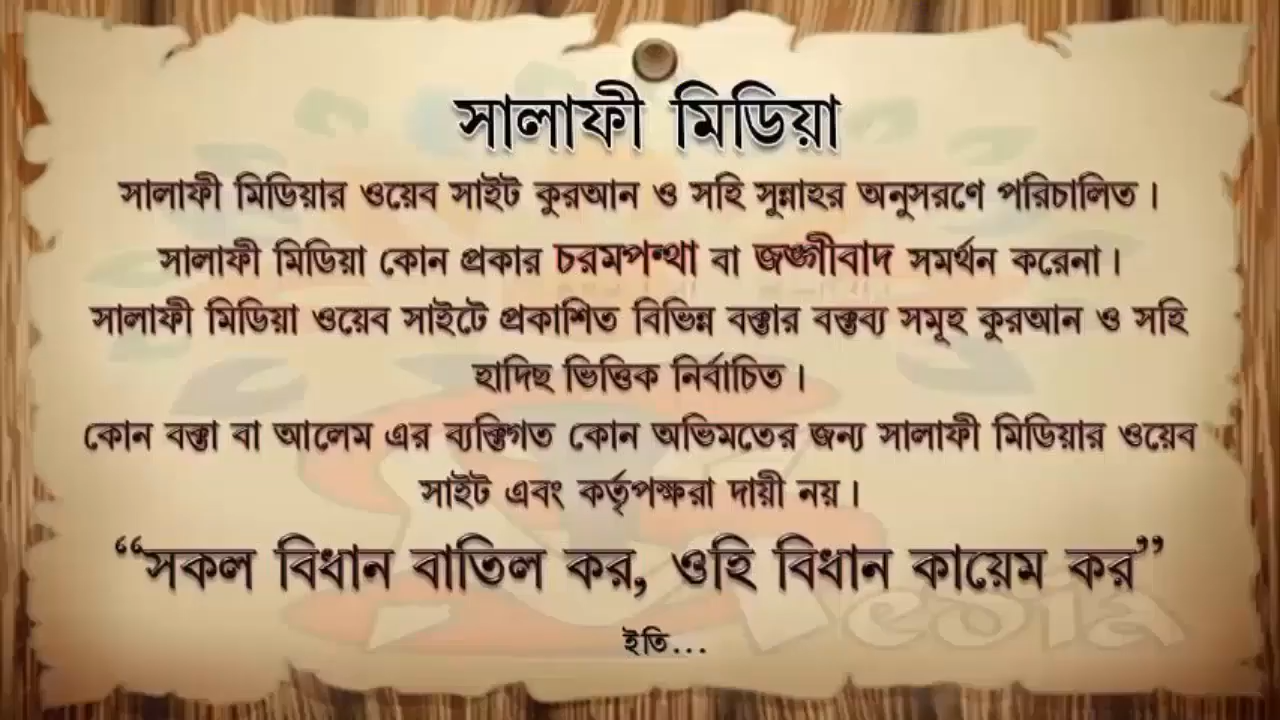 সালাফী মিডিয়া
সালাফী মিডিয়ার ওয়েব সাইট কুরআন ও সহি সুন্নাহর অনুসরণে পরিচালিত।
সালাফী মিডিয়া কোন প্রকার চরমপন্থা বা জঙ্গীবাদ সমর্থন করেনা।
সালাফী মিডিয়া ওয়েব সাইটে প্রকাশিত বিভিন্ন বক্তার বক্তব্য সমূহ কুরআন ও সহি
হাদিছ ভিত্তিক নির্বাচিত।
কোন বক্তা বা আলেম এর ব্যক্তিগত কোন অভিমতের জন্য সালাফী মিডিয়ার ওয়েব
সাইট এবং কর্তৃপক্ষরা দায়ী নয়।
“সকল বিধান বাতিল কর, ওহি বিধান কায়েম কর”
ইতি...